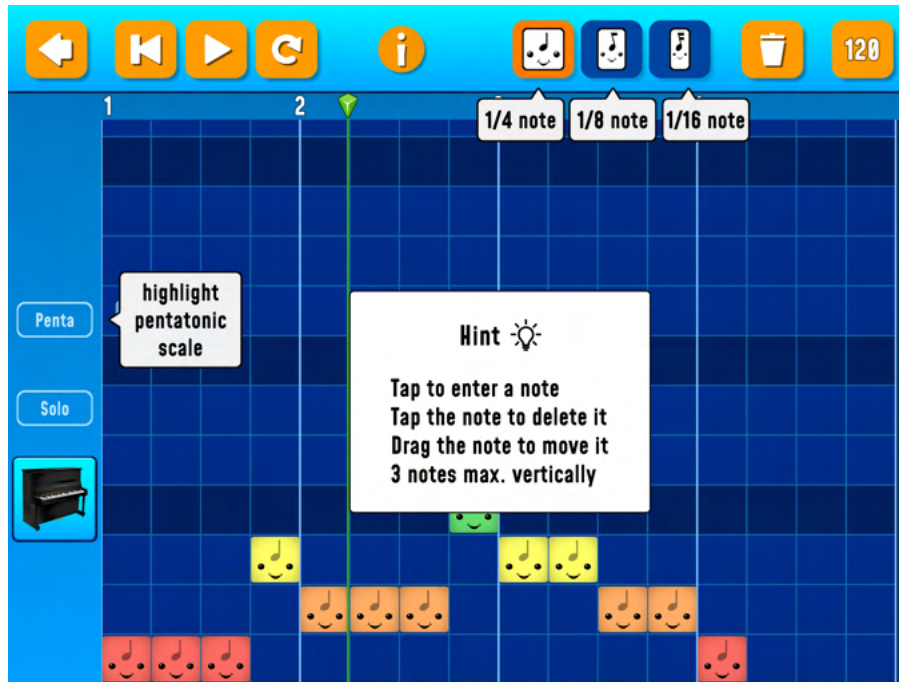 120
1
2
1/4 note
1/8 note
1/16 note
highlight
pentatonic
scale
Penta
Hint
Solo
Tap to enter a note
Tap the note to delete it
Drag the note to move it
3 notes max. vertically